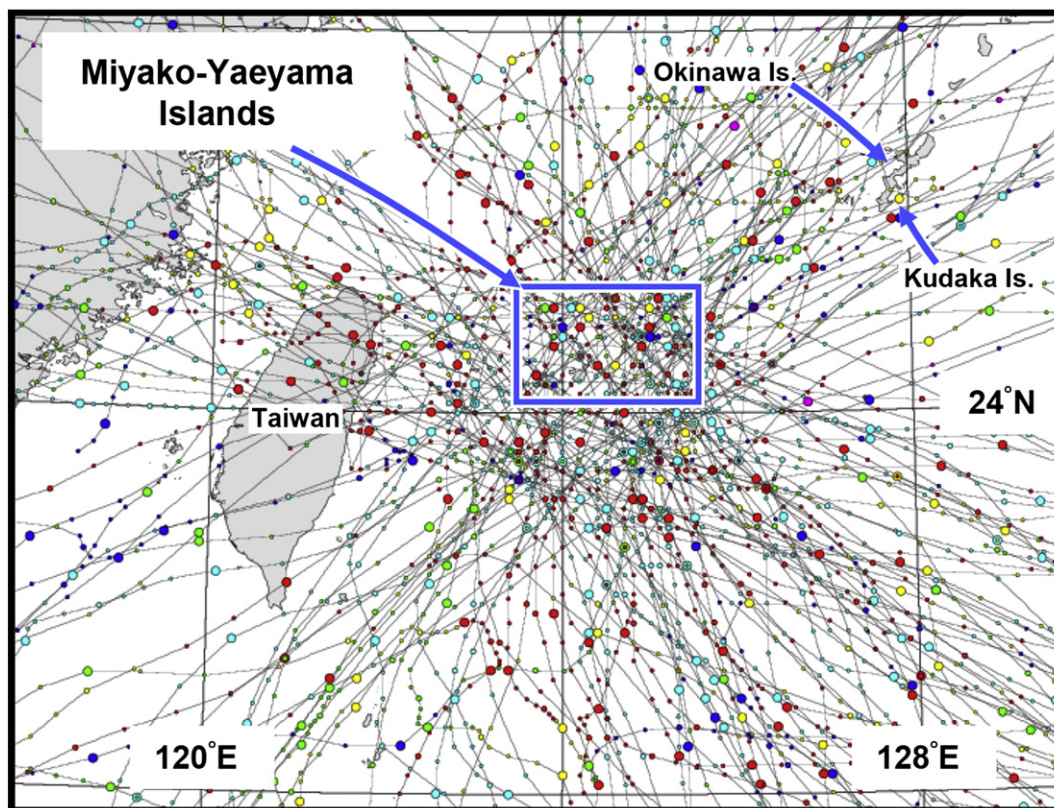 Miyako-Yaeyama
Islands
Okinawa Is.
Kudaka Is.
Taiwan
24°N
120°E
128°E